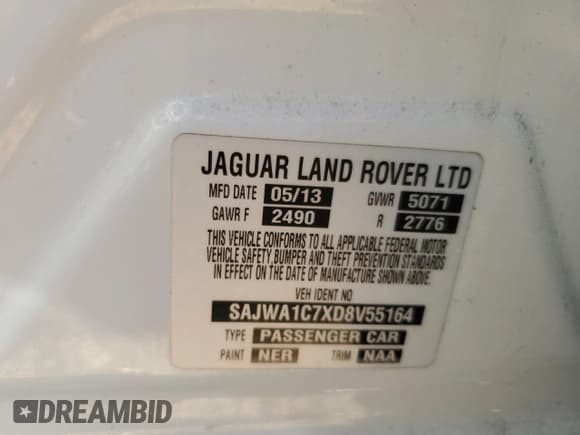 JAGUAR LAND ROVER LTD
MFD DATE 05/13 GVWR 5071
GAWR F 2490 R 2776
THIS VEHICLE CONFORMS TO ALL APPLICABLE FEDERAL MOTOR
VEHICLE SAFETY, BUMPER AND THEFT PREVENTION STANDARDS
IN EFFECT ON THE DATE OF MANUFACTURE SHOWN ABOVE.
VEH IDENT NO
SAJWA1C7XD8V55164
TYPE PASSENGER CAR
PAINT NER TRIM NAA
DREAMBID